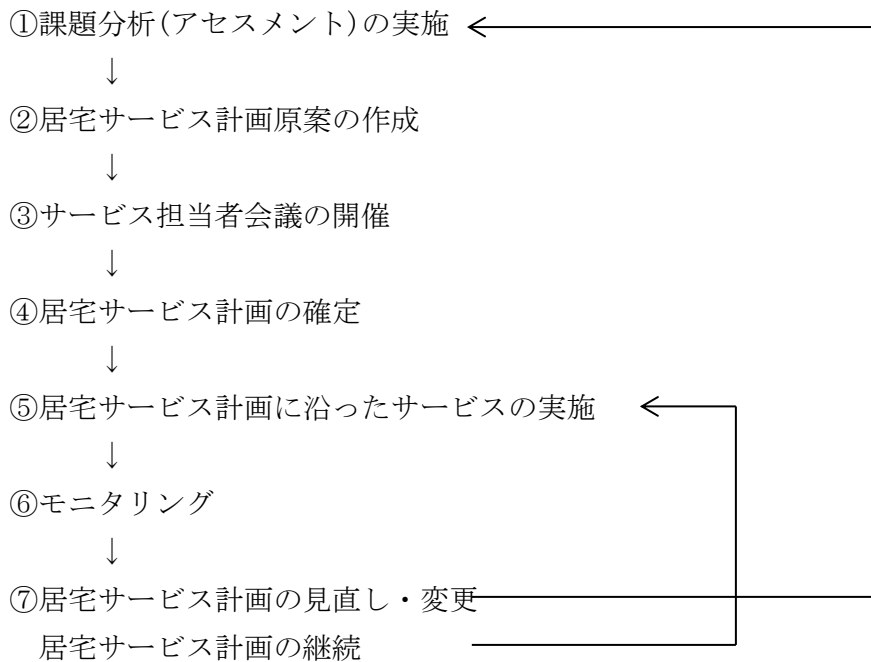 ①課題分析(アセスメント)の実施
↓
②居宅サービス計画原案の作成
↓
③サービス担当者会議の開催
↓
④居宅サービス計画の確定
↓
⑤居宅サービス計画に沿ったサービスの実施
↓
⑥モニタリング
↓
⑦居宅サービス計画の見直し・変更
居宅サービス計画の継続